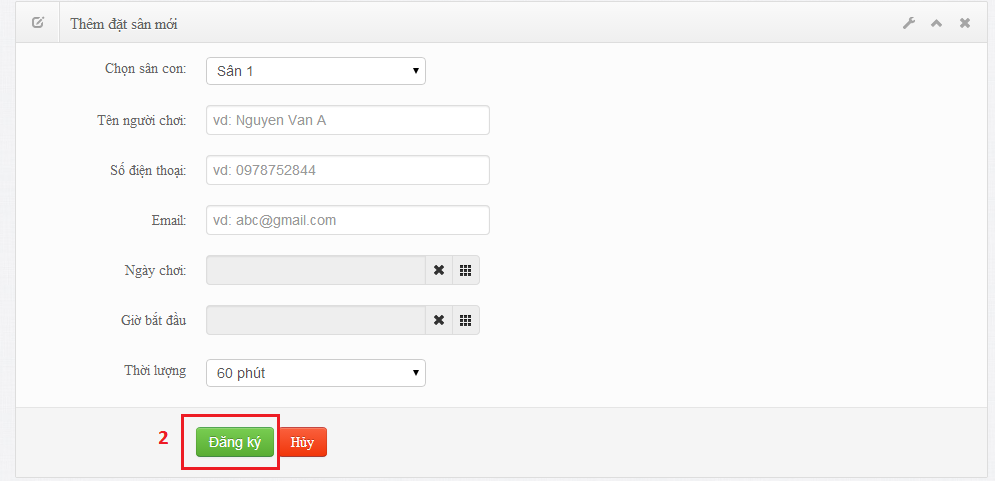 Thêm đặt sân mới
Chọn sân con: Sân 1
Tên người chơi: vd: Nguyen Van A
Số điện thoại: vd: 0978752844
Email: vd: abc@gmail.com
Ngày chơi:
Giờ bắt đầu
Thời lượng 60 phút
2 Đăng ký Hủy